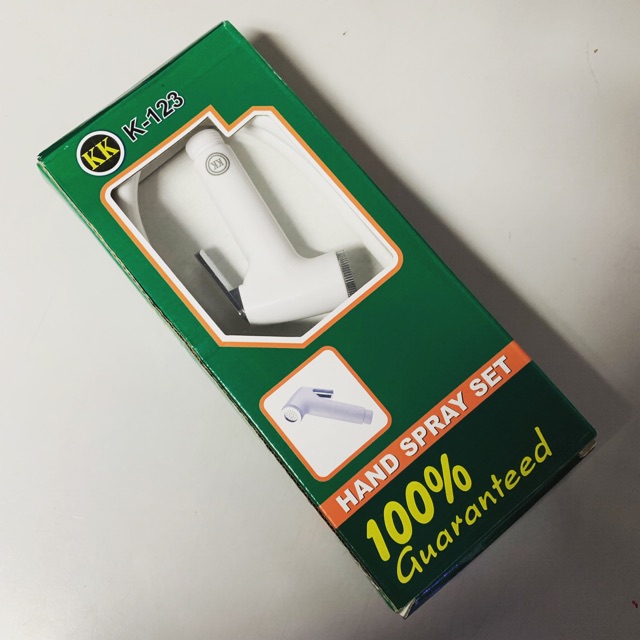 KK
K-123
KK
HAND SPRAY SET
100%
Guaranteed